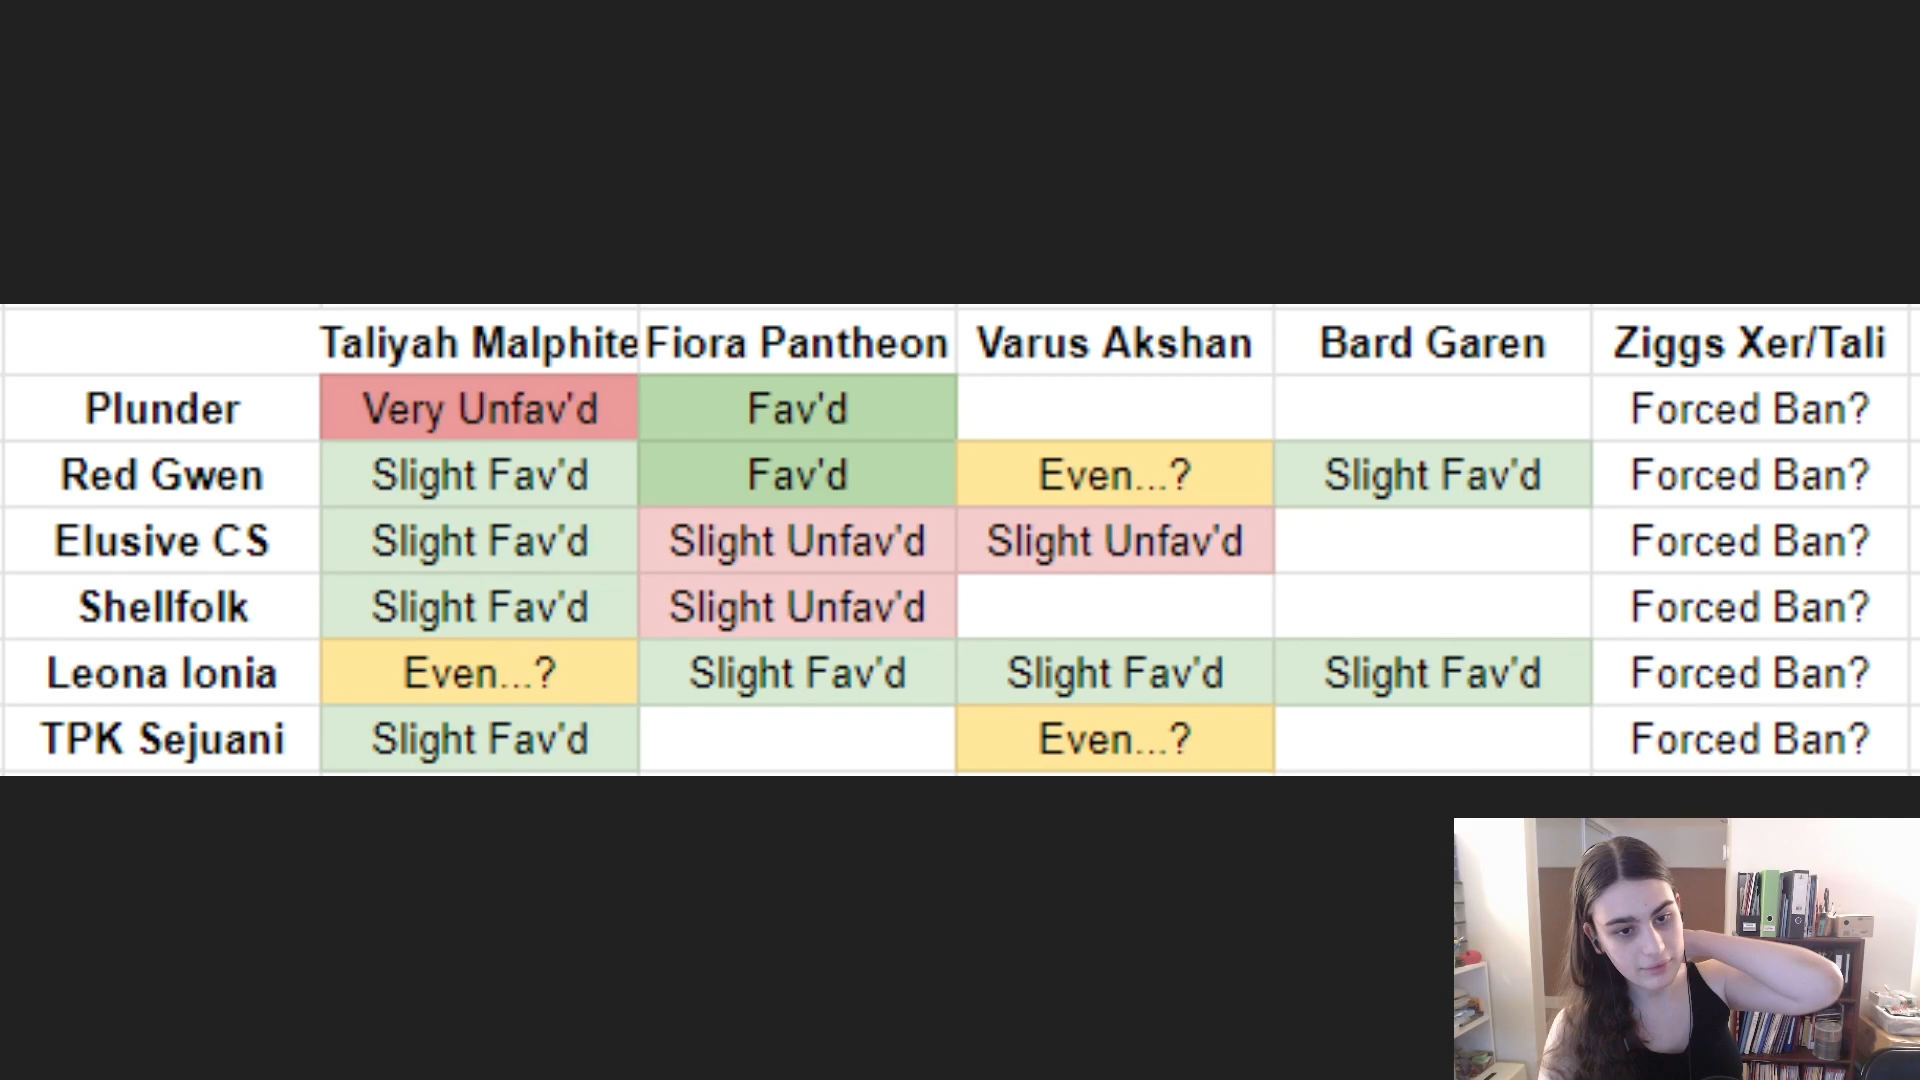 Taliyah Malphite Fiora Pantheon Varus Akshan Bard Garen Ziggs Xer/Tali
Plunder Very Unfav'd Fav'd Forced Ban?
Red Gwen Slight Fav'd Fav'd Even...? Slight Fav'd Forced Ban?
Elusive CS Slight Fav'd Slight Unfav'd Slight Unfav'd Forced Ban?
Shellfolk Slight Fav'd Slight Unfav'd Forced Ban?
Leona Ionia Even...? Slight Fav'd Slight Fav'd Slight Fav'd Forced Ban?
TPK Sejuani Slight Fav'd Even...? Forced Ban?